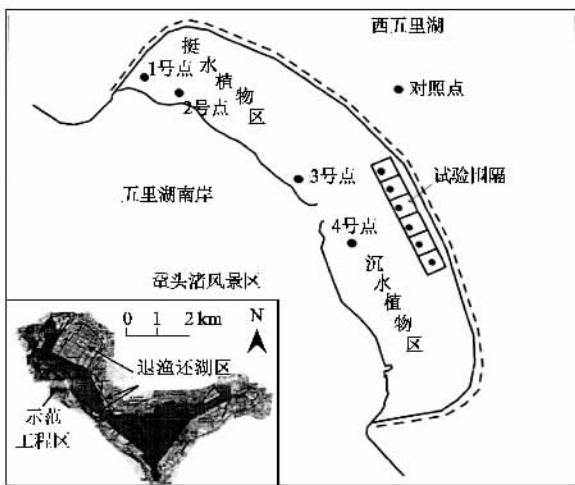 西五里湖
挺水植物区
1号点
2号点
对照点
3号点
试验围隔
五里湖南岸
4号点
沉水植物区
鼋头渚风景区
0 1 2 km
N
退渔还湖区
示范
工程区